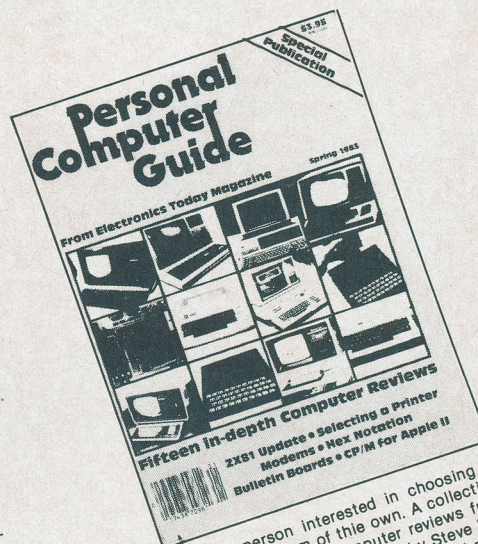 $3.95
Special
Publication
Personal
Computer
Guide
Spring 1983
From Electronics Today Magazine
Fifteen in-depth Computer Reviews
ZX81 Update • Selecting a Printer
Modems • Hex Notation
Bulletin Boards • CP/M for Apple II
person interested in choosing
of thie own. A collecti
puter reviews f
Steve